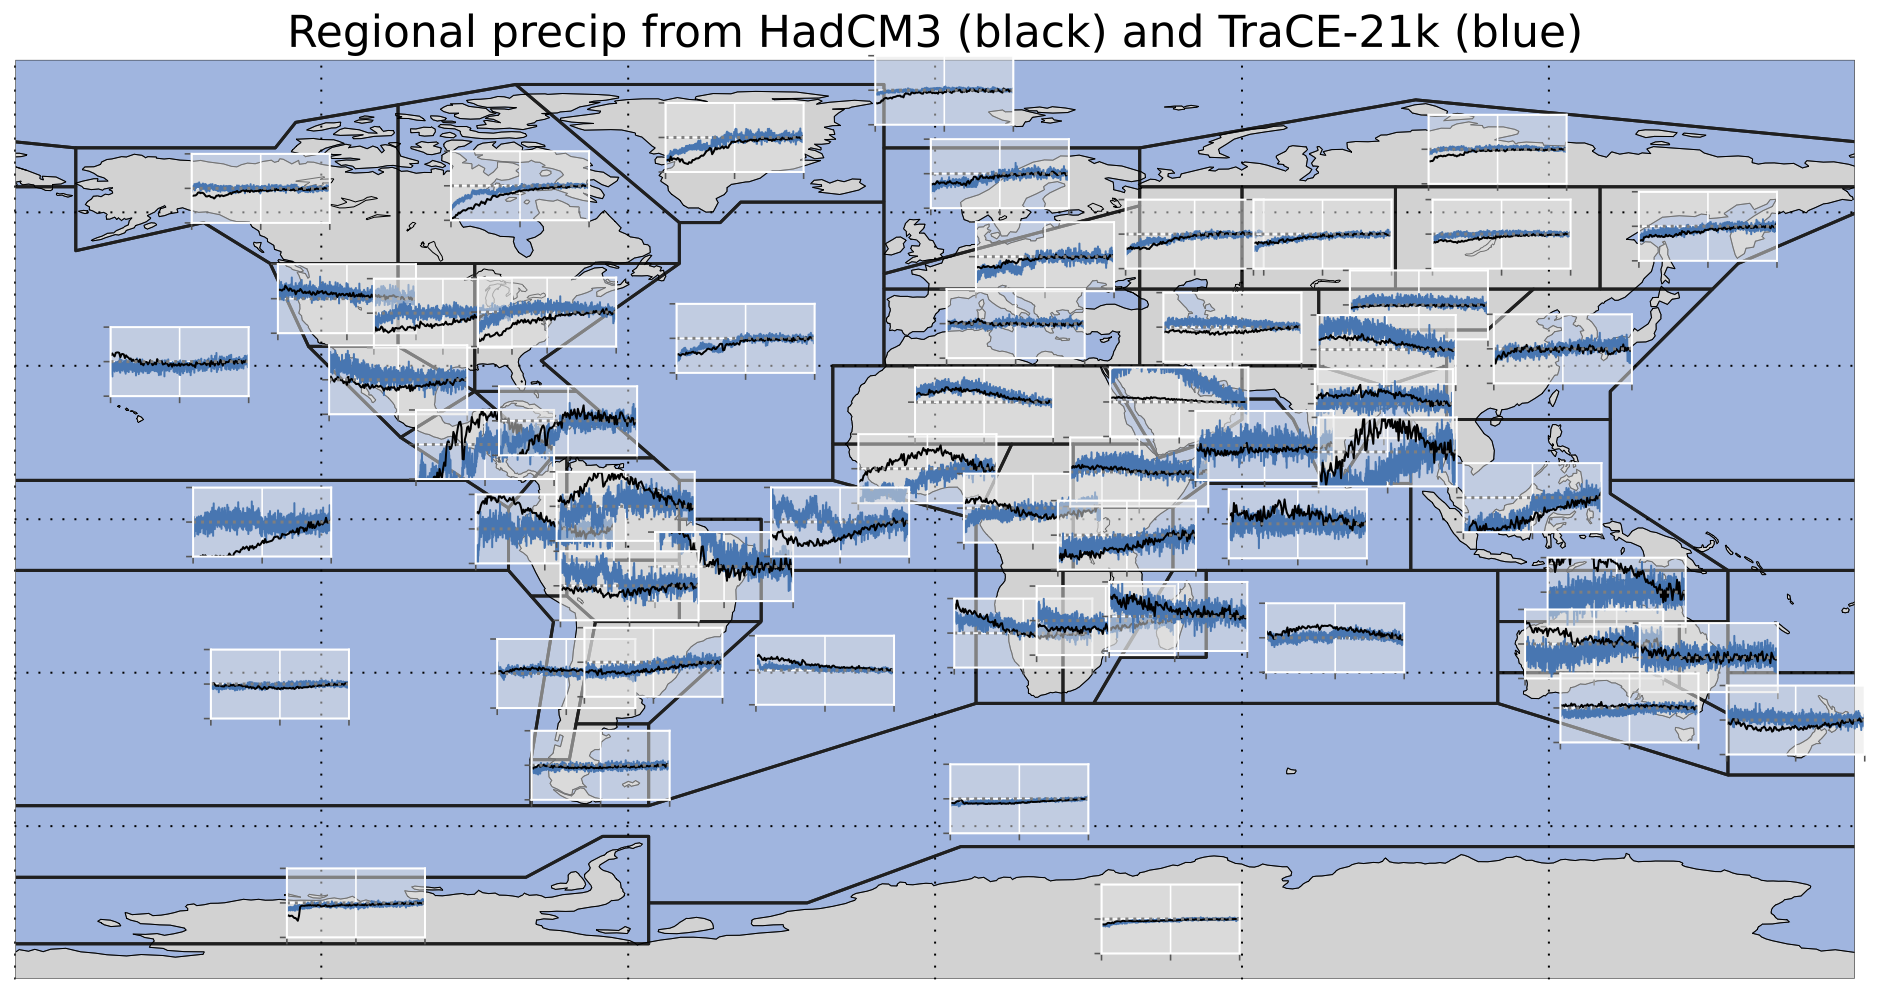 Regional precip from HadCM3 (black) and TraCE-21k (blue)